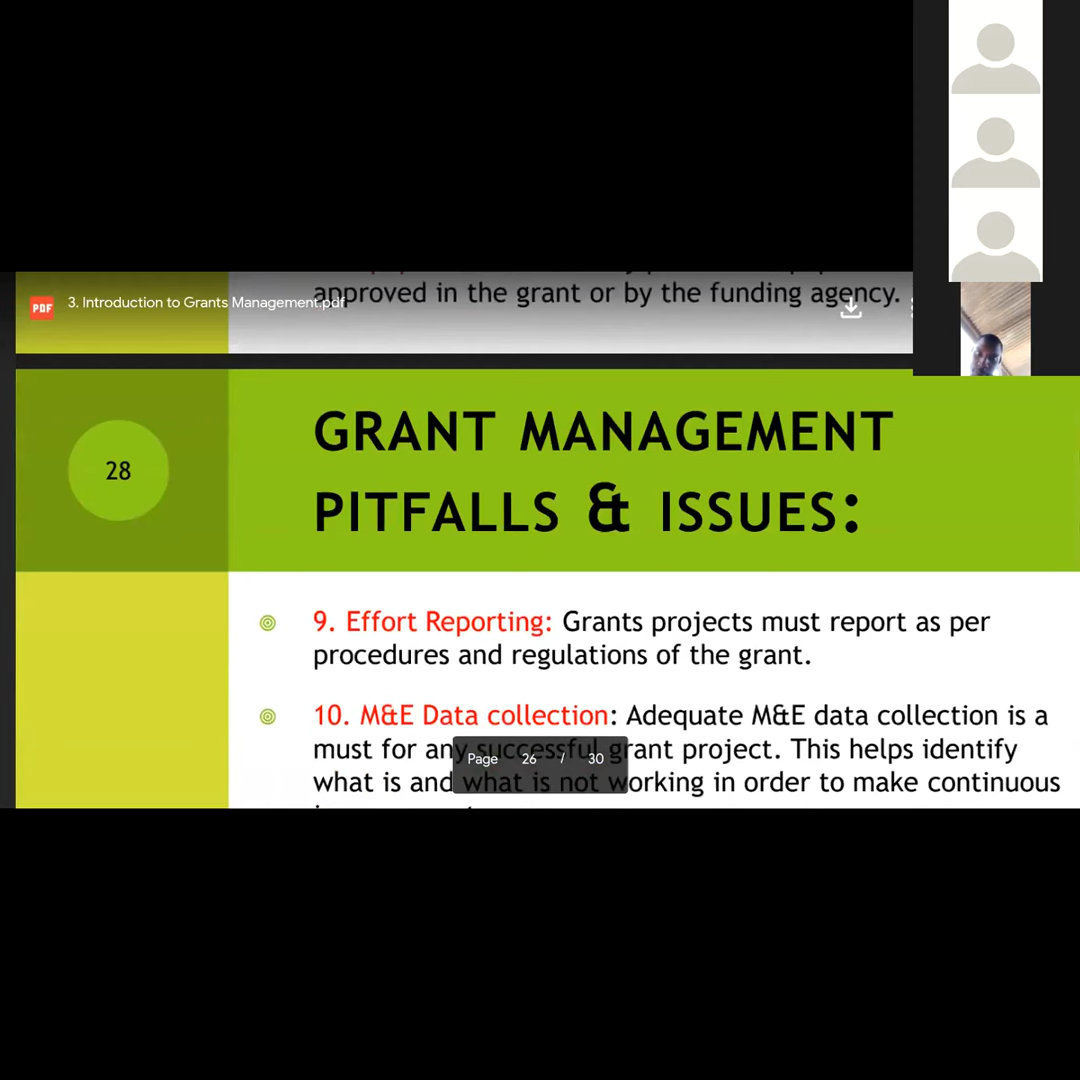 approved in the grant or by the funding agency.
PDF
3. Introduction to Grants Management.pdf
28
GRANT MANAGEMENT
PITFALLS & ISSUES:
9. Effort Reporting: Grants projects must report as per
procedures and regulations of the grant.
10. M&E Data collection: Adequate M&E data collection is a
must for any successful grant project. This helps identify
what is and what is not working in order to make continuous
Page 26 / 30